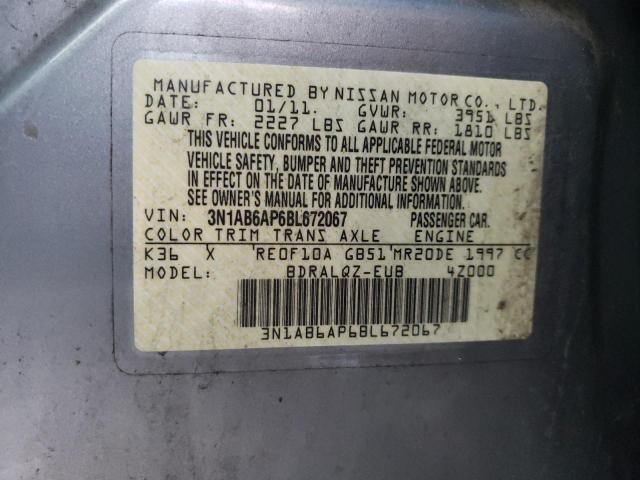 MANUFACTURED BY NISSAN MOTOR CO., LTD.
DATE: 01/11. GVWR: 3951 LBS
GAWR FR: 2227 LBS GAWR RR: 1810 LBS
THIS VEHICLE CONFORMS TO ALL APPLICABLE FEDERAL MOTOR
VEHICLE SAFETY, BUMPER AND THEFT PREVENTION STANDARDS
IN EFFECT ON THE DATE OF MANUFACTURE SHOWN ABOVE.
SEE OWNER'S MANUAL FOR ADDITIONAL INFORMATION.
VIN: 3N1AB6AP6BL672067 PASSENGER CAR.
COLOR TRIM TRANS AXLE ENGINE
K36 X RE0F10A GB51 MR20DE 1997 CC
MODEL: BDRALQZ-EUB 4Z000
3N1AB6AP6BL672067